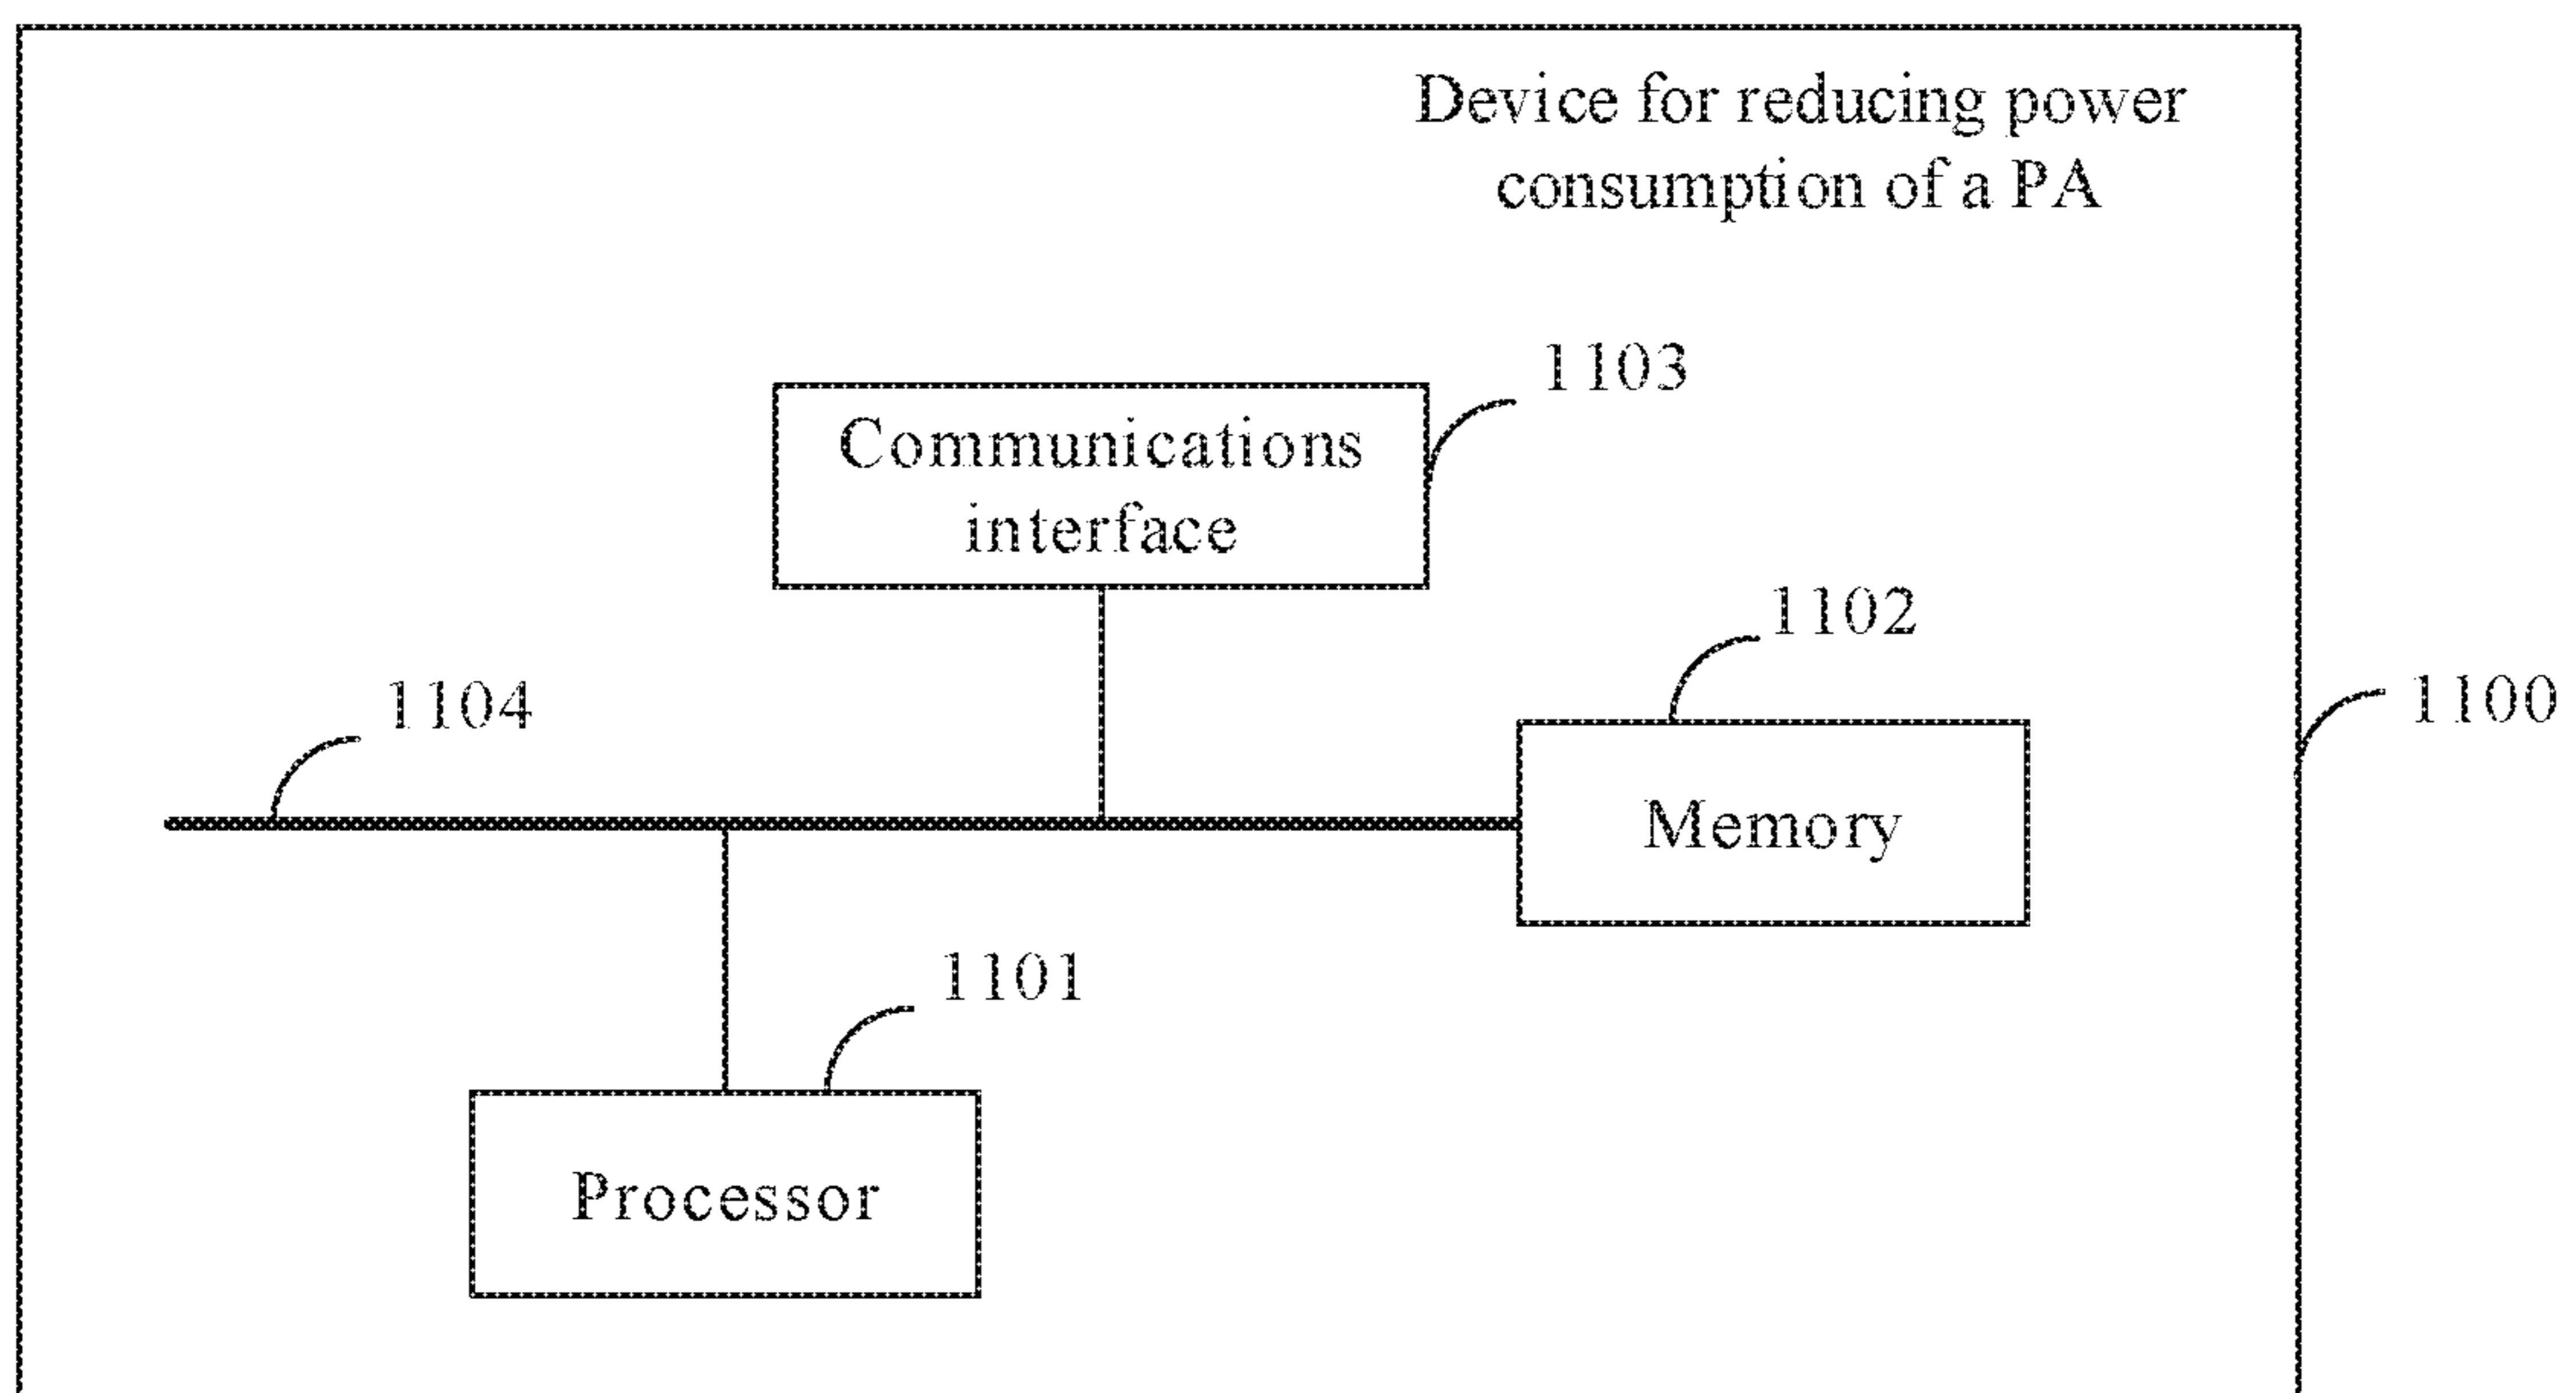 Device for reducing power
consumption of a PA
1103
Communications
interface
1102
1104
1100
Memory
1101
Processor